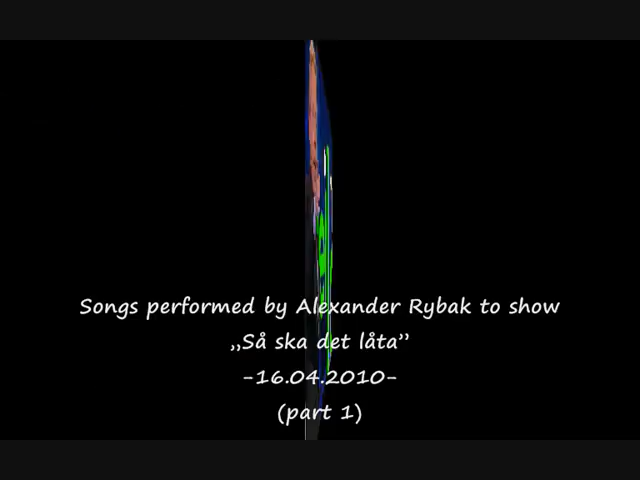 Songs performed by Alexander Rybak to show
„Så ska det låta”
-16.04.2010-
(part 1)